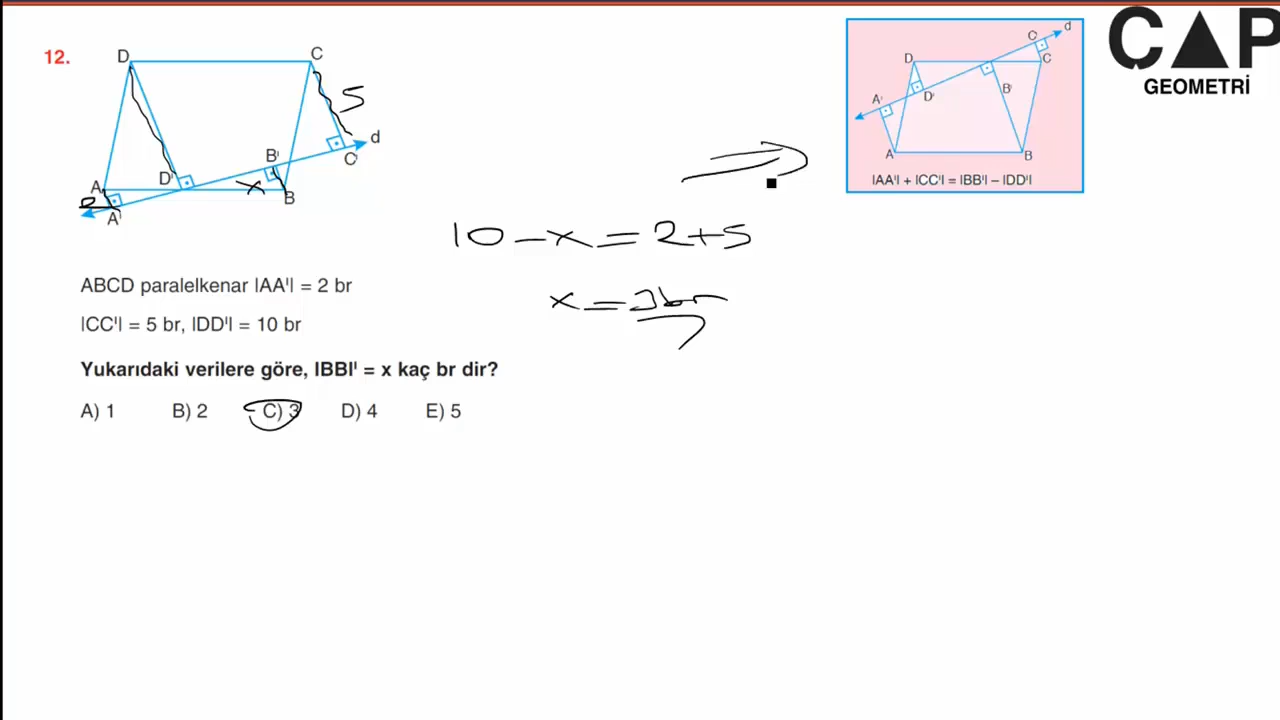 12.
D
C
5
d
B'
C'
D'
x
A
B
2
A'
ABCD paralelkenar |AA'| = 2 br
|CC'| = 5 br, |DD'| = 10 br
Yukarıdaki verilere göre, |BB|' = x kaç br dir?
A) 1 B) 2 C) 3 D) 4 E) 5
10 - x = 2 + 5
x = 3br
C' d
D
C
B'
A' D'
A
B
|AA'| + |CC'| = |BB'| – |DD'|
ÇAP
GEOMETRİ